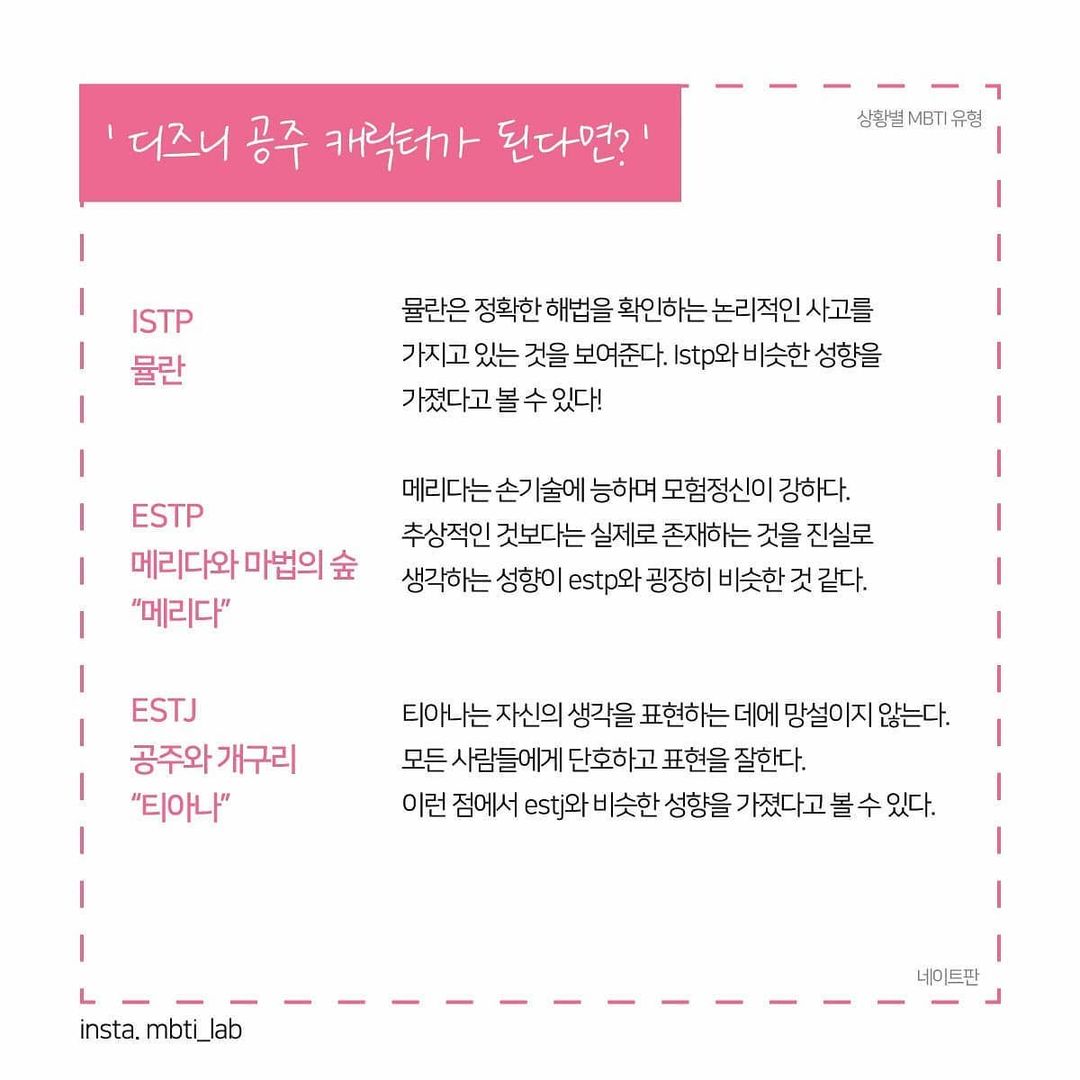 '디즈니 공주 캐릭터가 된다면?'
상황별 MBTI 유형
ISTP
뮬란
뮬란은 정확한 해법을 확인하는 논리적인 사고를
가지고 있는 것을 보여준다. Istp와 비슷한 성향을
가졌다고 볼 수 있다!
ESTP
메리다와 마법의 숲
“메리다”
메리다는 손기술에 능하며 모험정신이 강하다.
추상적인 것보다는 실제로 존재하는 것을 진실로
생각하는 성향이 estp와 굉장히 비슷한 것 같다.
ESTJ
공주와 개구리
“티아나”
티아나는 자신의 생각을 표현하는 데에 망설이지 않는다.
모든 사람들에게 단호하고 표현을 잘한다.
이런 점에서 estj와 비슷한 성향을 가졌다고 볼 수 있다.
네이트판
insta. mbti_lab